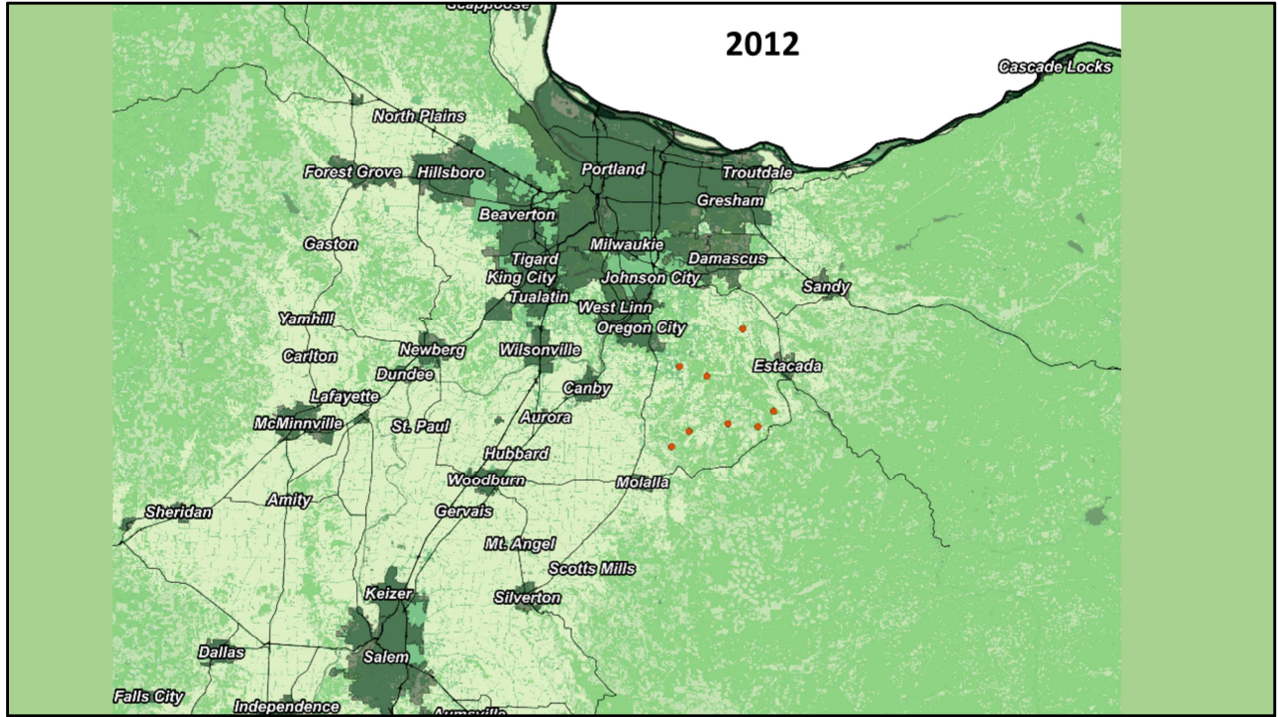 Scappoose
2012
Cascade Locks
North Plains
Forest Grove
Hillsboro
Portland
Troutdale
Gresham
Beaverton
Gaston
Milwaukie
Tigard
Damascus
King City
Johnson City
Sandy
Tualatin
West Linn
Yamhill
Oregon City
Carlton
Newberg
Wilsonville
Estacada
Dundee
Canby
Lafayette
McMinnville
St. Paul
Aurora
Hubbard
Woodburn
Molalla
Amity
Sheridan
Gervais
Mt. Angel
Scotts Mills
Keizer
Silverton
Dallas
Salem
Falls City
Independence
Aumsville